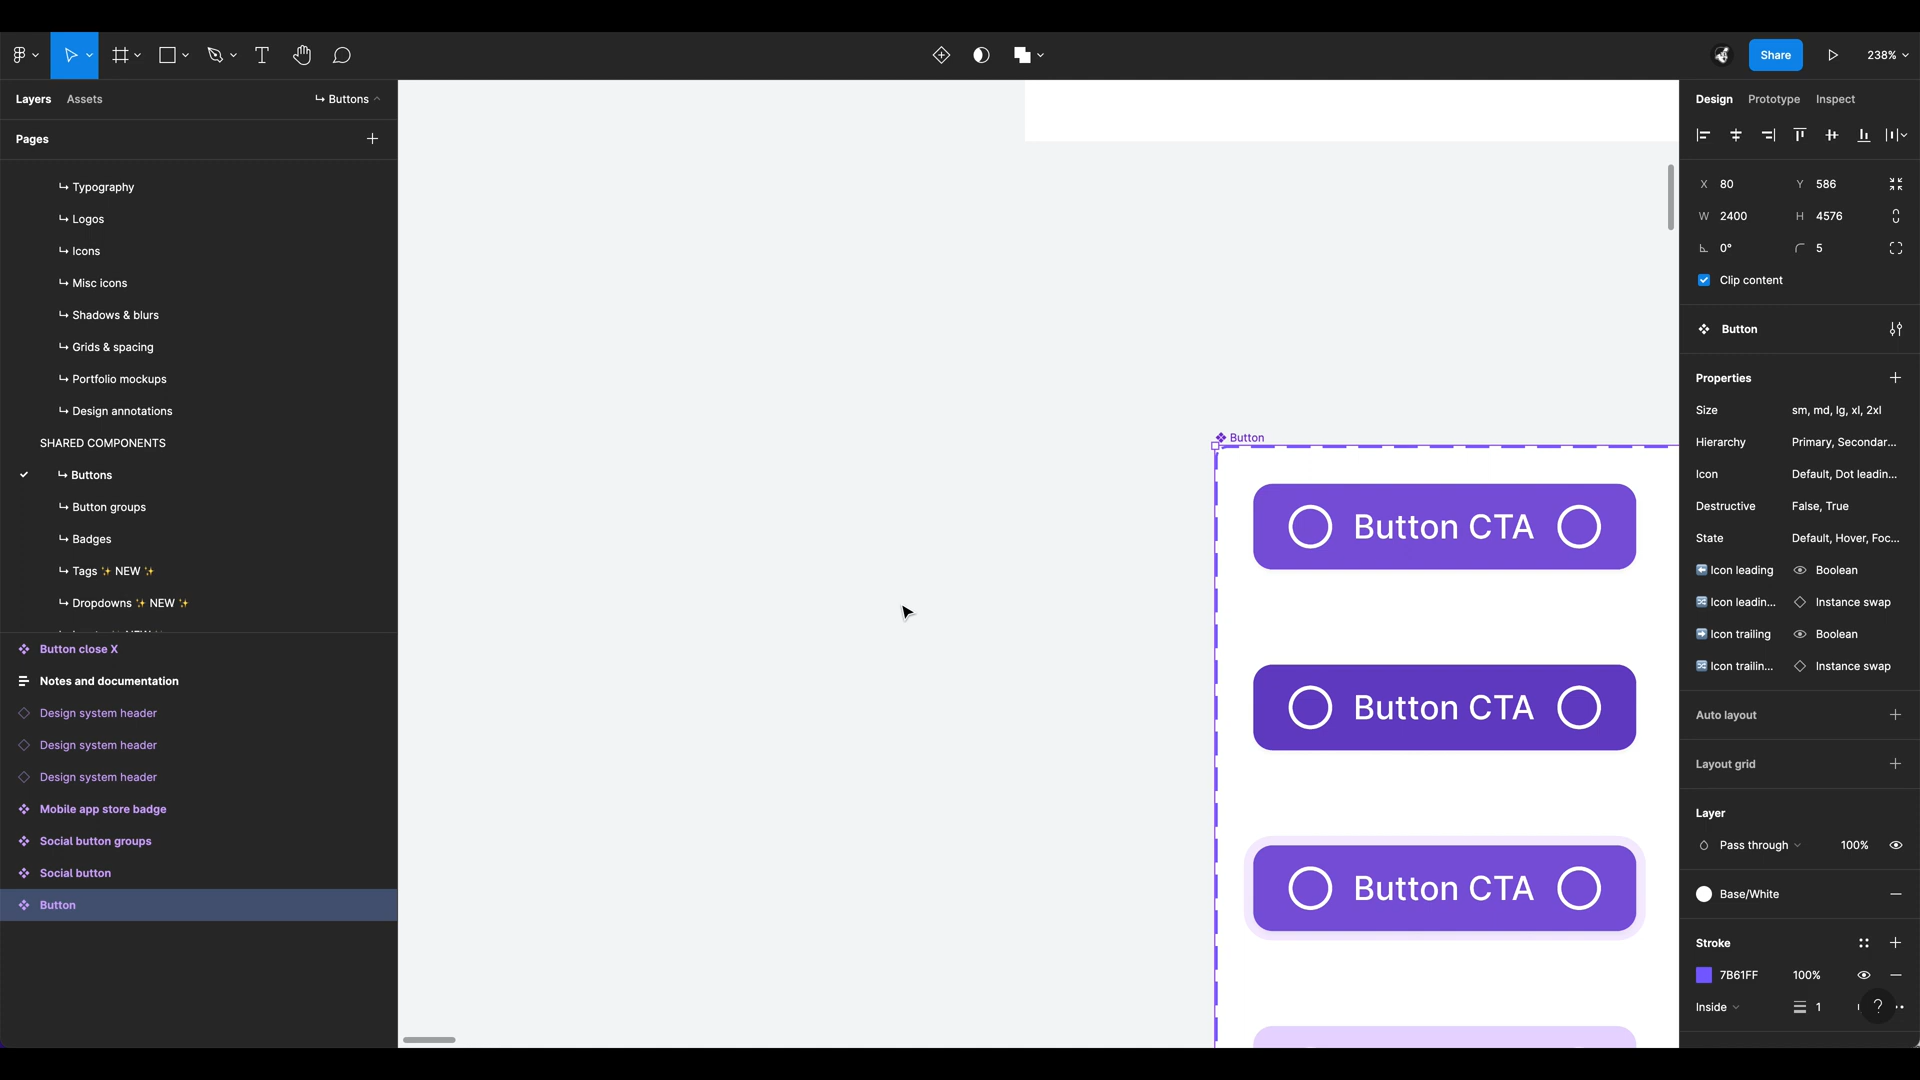 Share
238%
Layers
Assets
↳ Buttons
Pages
↳ Typography
↳ Logos
↳ Icons
↳ Misc icons
↳ Shadows & blurs
↳ Grids & spacing
↳ Portfolio mockups
↳ Design annotations
SHARED COMPONENTS
↳ Buttons
↳ Button groups
↳ Badges
↳ Tags ✨ NEW ✨
↳ Dropdowns ✨ NEW ✨
Button close X
Notes and documentation
Design system header
Design system header
Design system header
Mobile app store badge
Social button groups
Social button
Button
Button
Button CTA
Button CTA
Button CTA
Design
Prototype
Inspect
X 80
Y 586
W 2400
H 4576
0°
5
Clip content
Button
Properties
Size
sm, md, lg, xl, 2xl
Hierarchy
Primary, Secondar...
Icon
Default, Dot leadin...
Destructive
False, True
State
Default, Hover, Foc...
⬅️ Icon leading
Boolean
🔀 Icon leadin...
Instance swap
➡️ Icon trailing
Boolean
🔀 Icon trailin...
Instance swap
Auto layout
Layout grid
Layer
Pass through
100%
Base/White
Stroke
7B61FF
100%
Inside
1
?